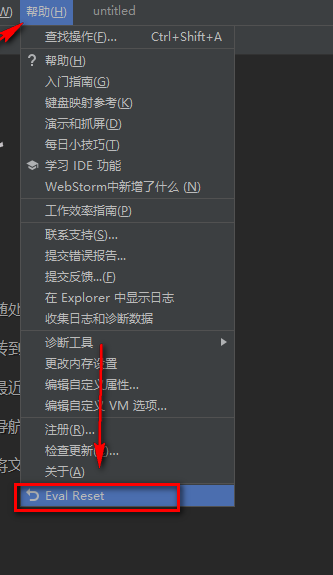 W) 帮助(H) untitled
查找操作(F)... Ctrl+Shift+A
? 帮助(H)
入门指南(G)
键盘映射参考(K)
演示和抓屏(D)
每日小技巧(T)
学习 IDE 功能
WebStorm中新增了什么 (N)
工作效率指南(P)
联系支持(S)...
提交错误报告...
提交反馈...(F)
在 Explorer 中显示日志
收集日志和诊断数据
随处
诊断工具
转到
更改内存设置
最近
编辑自定义属性...
编辑自定义 VM 选项...
导航
注册(R)...
检查更新
将文
关于(A)
Eval Reset